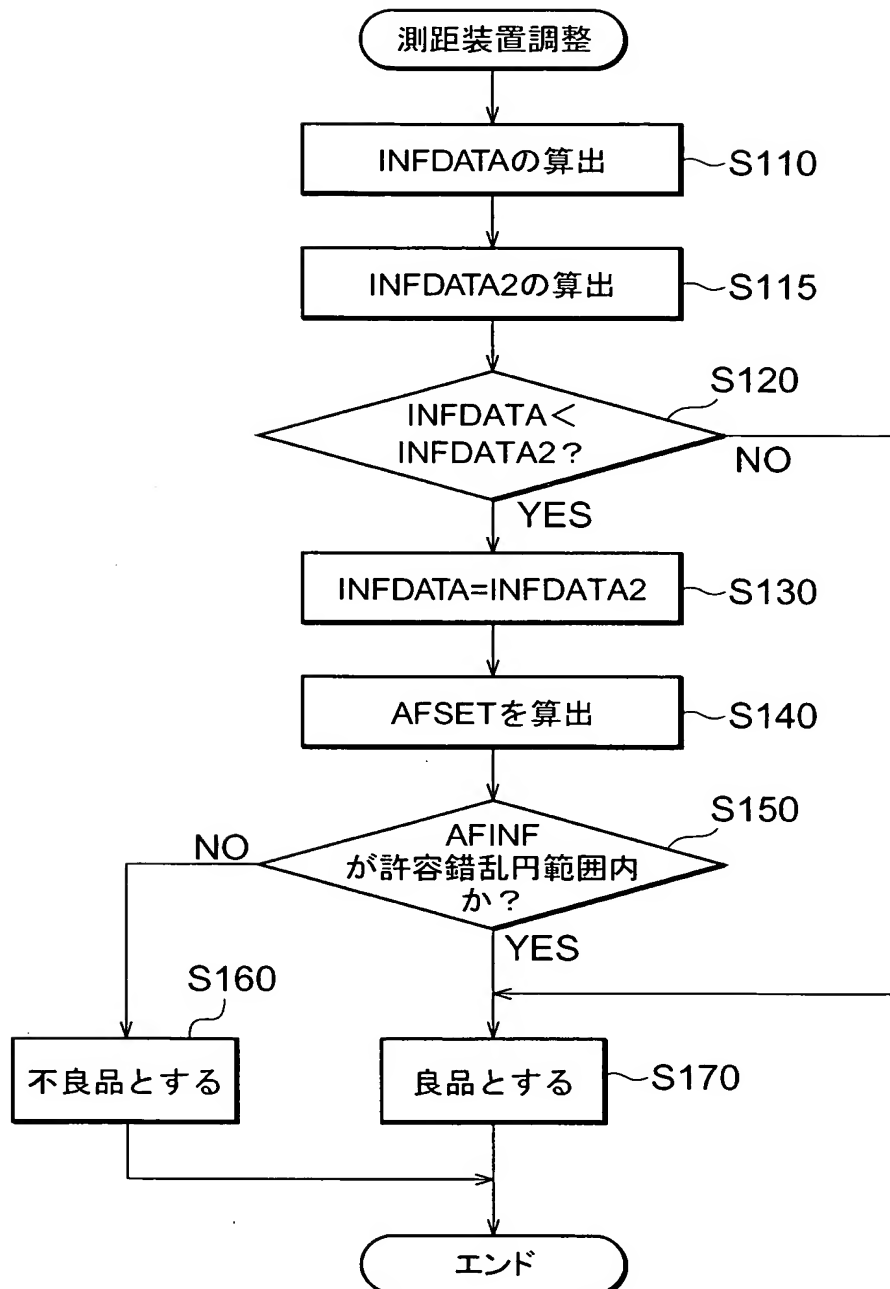 測距装置調整
INFDATAの算出
S110
INFDATA2の算出
S115
S120
INFDATA<
INFDATA2?
NO
YES
INFDATA=INFDATA2
S130
AFSETを算出
S140
S150
NO
AFINF
が許容錯乱円範囲内
か?
YES
S160
不良品とする
良品とする
S170
エンド